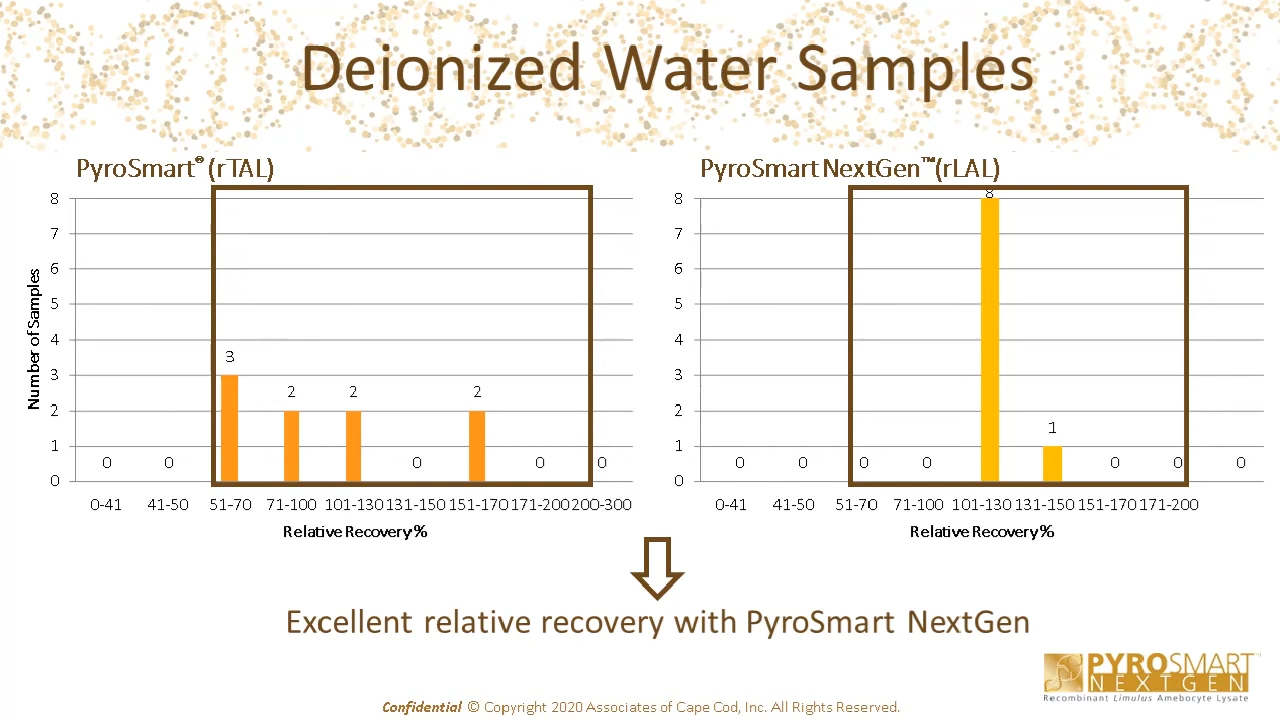 Deionized Water Samples
PyroSmart® (rTAL)
8
7
6
5
4
3
2
1
0
Number of Samples
0
0
3
2
2
0
2
0
0
0-41 41-50 51-70 71-100 101-130 131-150 151-170 171-200 200-300
Relative Recovery %
PyroSmart NextGen™(rLAL)
8
7
6
5
4
3
2
1
0
0
0
0
0
8
1
0
0
0
0-41 41-50 51-70 71-100 101-130 131-150 151-170 171-200
Relative Recovery %
Excellent relative recovery with PyroSmart NextGen
PYROSMART™
NEXTGEN
Recombinant Limulus Amebocyte Lysate
Confidential © Copyright 2020 Associates of Cape Cod, Inc. All Rights Reserved.